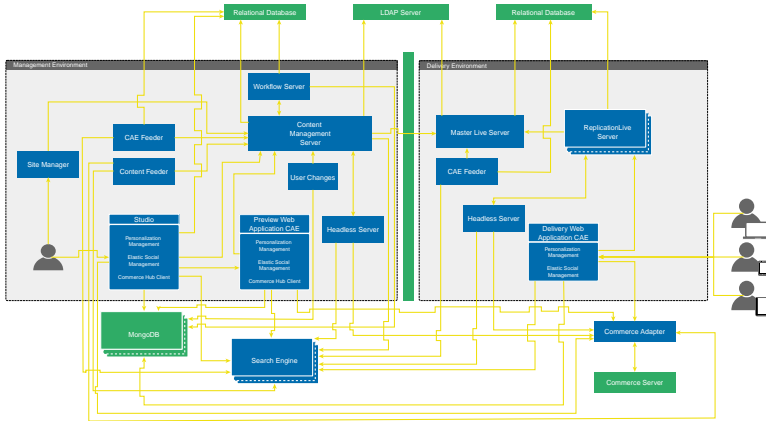 Relational Database
LDAP Server
Relational Database
Management Environment
Delivery Environment
Workflow Server
CAE Feeder
Content
Management
Server
Master Live Server
ReplicationLive
Server
Site Manager
Content Feeder
User Changes
CAE Feeder
Studio
Personalization
Management
Elastic Social
Management
Commerce Hub Client
Preview Web
Application CAE
Personalization
Management
Elastic Social
Management
Commerce Hub Client
Headless Server
Headless Server
Delivery Web
Application CAE
Personalization
Management
Elastic Social
Management
MongoDB
Search Engine
Commerce Adapter
Commerce Server